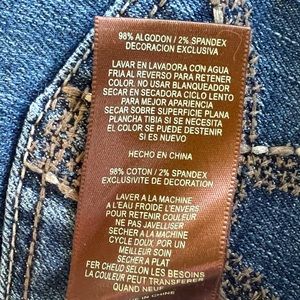 98% ALGODON / 2% SPANDEX
DECORACION EXCLUSIVA
LAVAR EN LAVADORA CON AGUA
FRIA AL REVERSO PARA RETENER
COLOR. NO USAR BLANQUEADOR
SECAR EN SECADORA CICLO LENTO
PARA MEJOR APARIENCIA
SECAR SOBRE SUPERFICIE PLANA
PLANCHA TIBIA SI SE NECESITA
EL COLOR SE PUEDE DESTENIR
SI ES NUEVO
HECHO EN CHINA
98% COTON / 2% SPANDEX
EXCLUSIF DE DECORATION
LAVER A LA MACHINE
A L'EAU FROIDE L'ENVERS
POUR RETENIR COULEUR
NE PAS JAVELLISER
SECHER A LA MACHINE
CYCLE DOUX, POR UN
MEILLEUR SOIN
SECHER A PLAT
FER CHEUD SELON LES BESOINS
LA COULEUR PEUT TRANSFERER
QUAND NEUF
EN CHINE